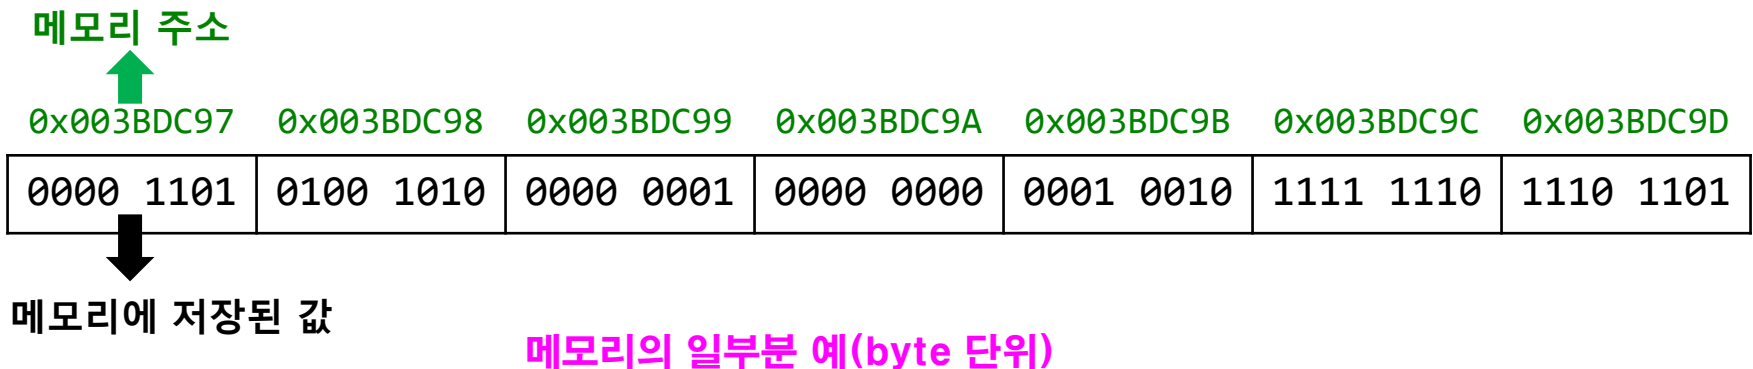 메모리 주소
0x003BDC97 0x003BDC98 0x003BDC99 0x003BDC9A 0x003BDC9B 0x003BDC9C 0x003BDC9D
0000 1101 0100 1010 0000 0001 0000 0000 0001 0010 1111 1110 1110 1101
메모리에 저장된 값
메모리의 일부분 예(byte 단위)